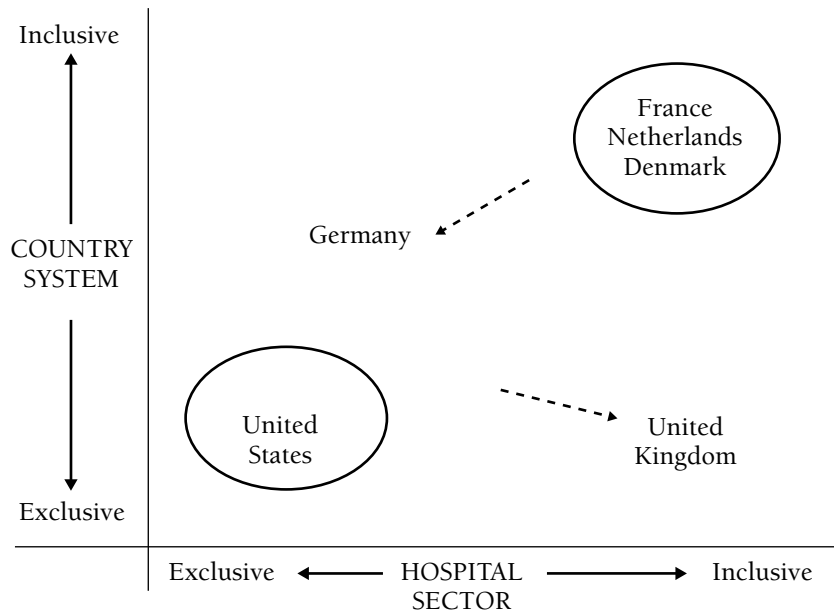 Inclusive
France
Netherlands
Denmark
Germany
COUNTRY
SYSTEM
United
States
United
Kingdom
Exclusive
Exclusive
HOSPITAL
SECTOR
Inclusive